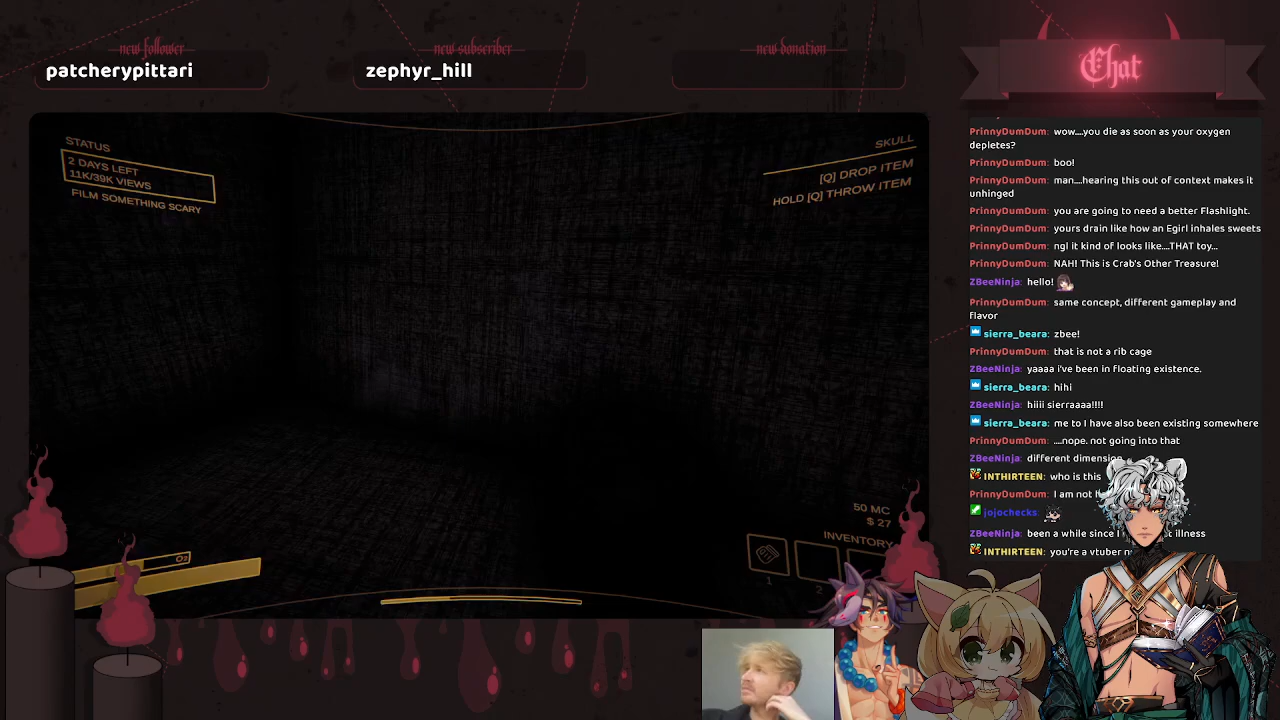 new follower
patcherypittari
new subscriber
zephyr_hill
new donation
Chat
STATUS
2 DAYS LEFT
11K/39K VIEWS
FILM SOMETHING SCARY
SKULL
[Q] DROP ITEM
HOLD [Q] THROW ITEM
50 MC
$ 27
INVENTORY
1
2
O2
PrinnyDumDum: wow....you die as soon as your oxygen
depletes?
PrinnyDumDum: boo!
PrinnyDumDum: man....hearing this out of context makes it
unhinged
PrinnyDumDum: you are going to need a better Flashlight.
PrinnyDumDum: yours drain like how an Egirl inhales sweets
PrinnyDumDum: ngl it kind of looks like....THAT toy...
PrinnyDumDum: NAH! This is Crab's Other Treasure!
ZBeeNinja: hello!
PrinnyDumDum: same concept, different gameplay and
flavor
sierra_beara: zbee!
PrinnyDumDum: that is not a rib cage
ZBeeNinja: yaaaa i've been in floating existence.
sierra_beara: hihi
ZBeeNinja: hiiii sierraaaa!!!!
sierra_beara: me to I have also been existing somewhere
PrinnyDumDum: ....nope. not going into that
ZBeeNinja: different dimension
INTHIRTEEN: who is this
PrinnyDumDum: I am not
jojochecks:
ZBeeNinja: been a while since illness
INTHIRTEEN: you're a vtuber